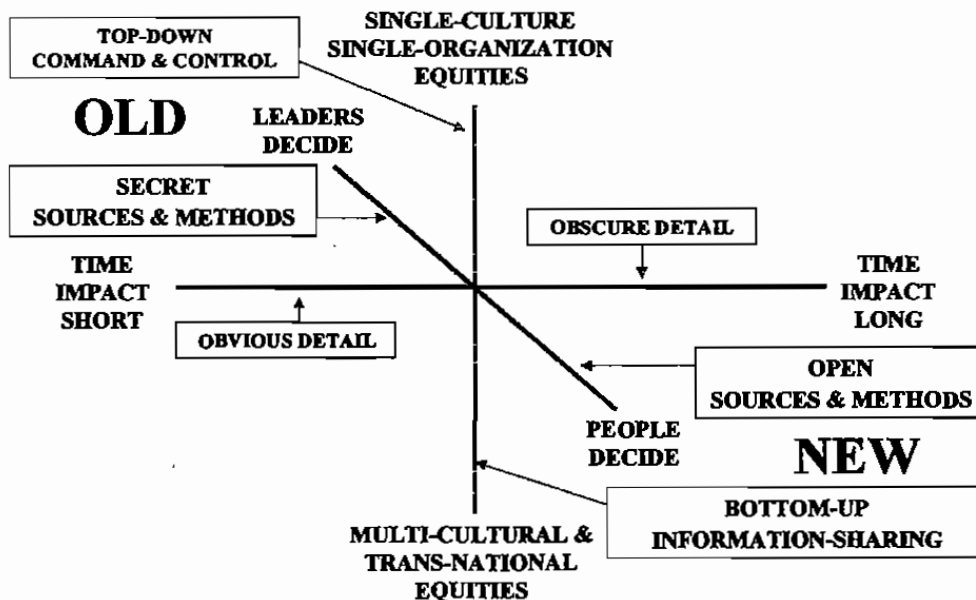 TOP-DOWN
COMMAND & CONTROL
SINGLE-CULTURE
SINGLE-ORGANIZATION
EQUITIES
OLD
LEADERS
DECIDE
SECRET
SOURCES & METHODS
OBSCURE DETAIL
TIME
IMPACT
SHORT
TIME
IMPACT
LONG
OBVIOUS DETAIL
OPEN
SOURCES & METHODS
PEOPLE
DECIDE
NEW
BOTTOM-UP
INFORMATION-SHARING
MULTI-CULTURAL &
TRANS-NATIONAL
EQUITIES